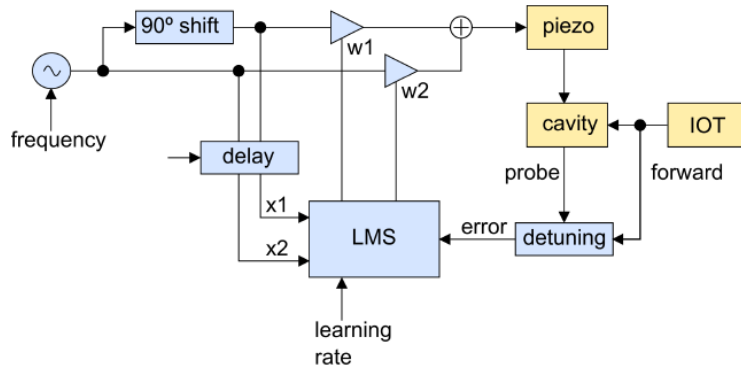 90º shift
w1
piezo
w2
frequency
cavity
IOT
delay
probe
forward
x1
LMS
error
detuning
x2
learning
rate